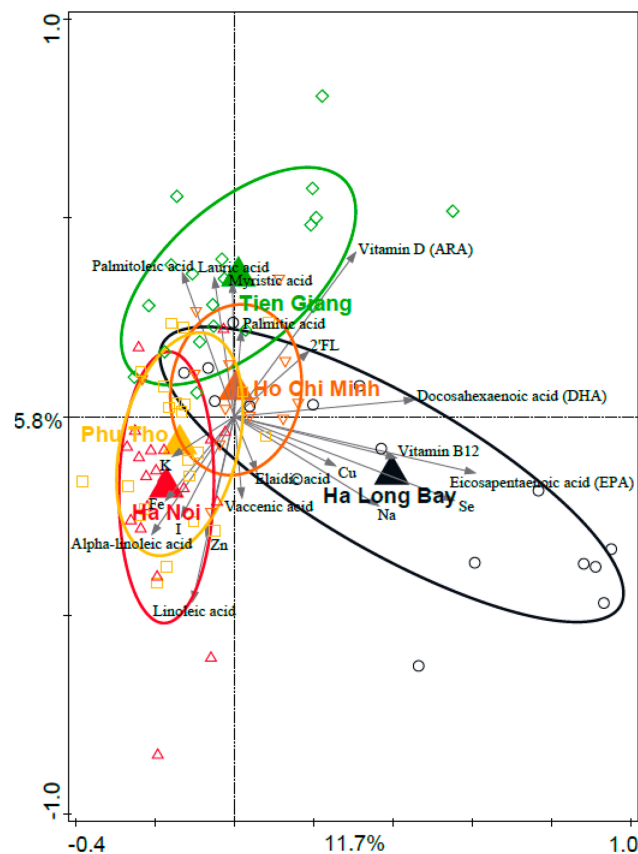 1.0
Vitamin D (ARA)
Palmitoleic acid
Lauric acid
Myristic acid
Tien Giang
Palmitic acid
2'FL
Ho Chi Minh
Docosahexaenoic acid (DHA)
5.8%
Phu Tho
Vitamin B12
K
Cu
Elaidic acid
Eicosapentaenoic acid (EPA)
Ha Long Bay
Fe
Ha Noi
Vaccenic acid
Na
Se
I
Alpha-linoleic acid
Zn
Linoleic acid
-1.0
-0.4
11.7%
1.0